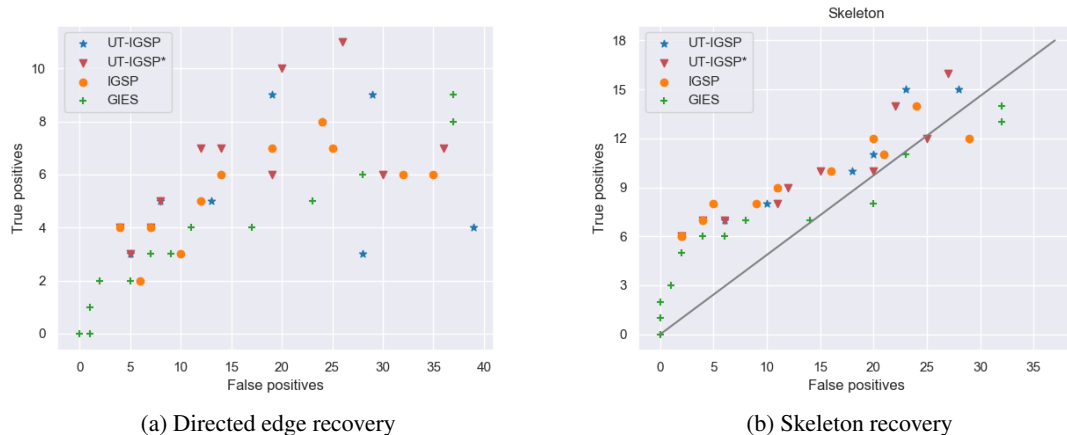 UT-IGSP
UT-IGSP*
IGSP
GIES
True positives
10
8
6
4
2
0
0 5 10 15 20 25 30 35 40
False positives
(a) Directed edge recovery
Skeleton
UT-IGSP
UT-IGSP*
IGSP
GIES
True positives
18
15
12
9
6
3
0
0 5 10 15 20 25 30 35
False positives
(b) Skeleton recovery